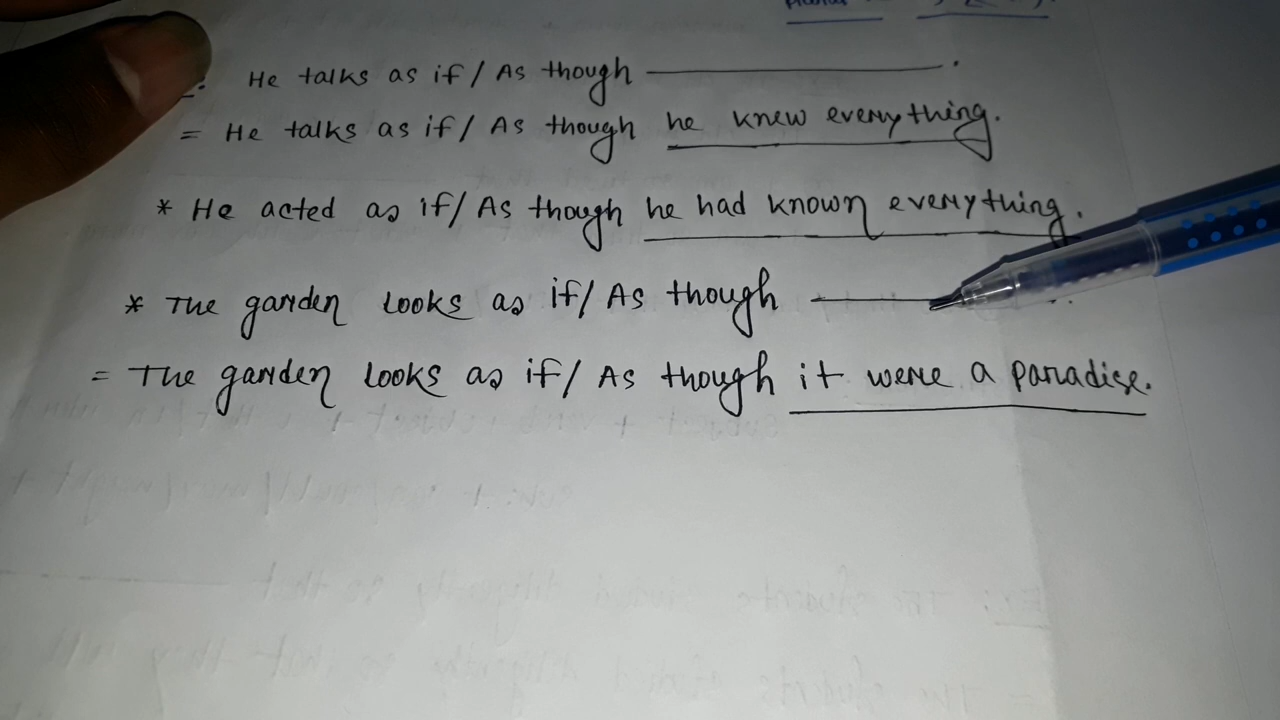 He talks as if / As though ——————.
= He talks as if / As though he knew everything.
* He acted as if / As though he had known everything.
* The garden looks as if / As though ——————.
= The garden looks as if / As though it were a paradise.